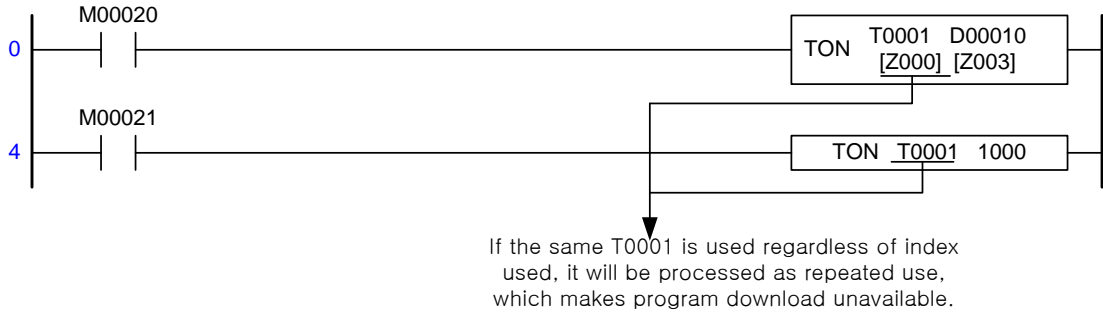 M00020
0
TON T0001 D00010
[Z000] [Z003]
M00021
4
TON T0001 1000
If the same T0001 is used regardless of index
used, it will be processed as repeated use,
which makes program download unavailable.